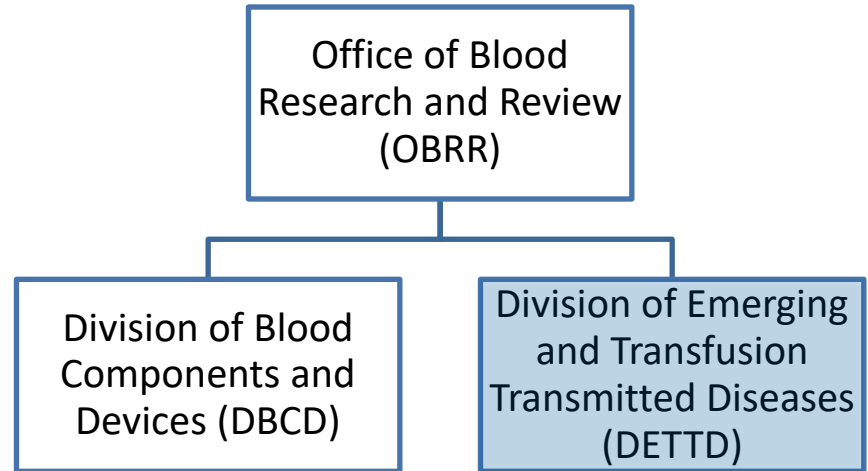 Office of Blood
Research and Review
(OBRR)
Division of Blood
Components and
Devices (DBCD)
Division of Emerging
and Transfusion
Transmitted Diseases
(DETTD)